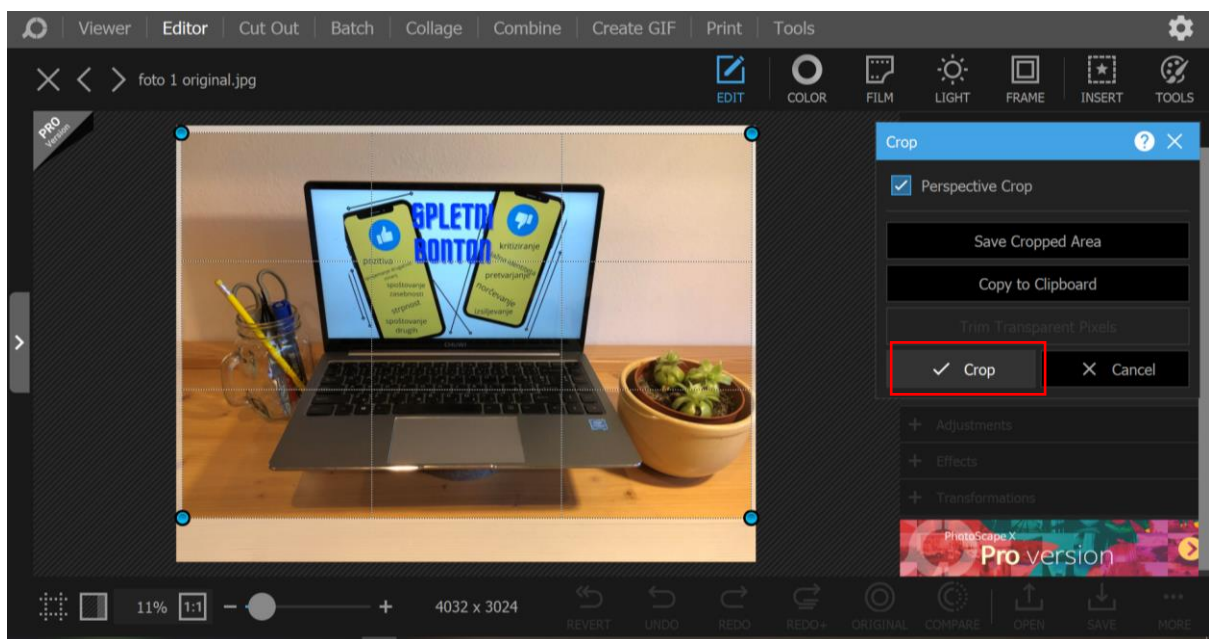 Viewer Editor Cut Out Batch Collage Combine Create GIF Print Tools
foto 1 original.jpg
EDIT COLOR FILM LIGHT FRAME INSERT TOOLS
PRO
Version
Crop
Perspective Crop
Save Cropped Area
Copy to Clipboard
Trim Transparent Pixels
Crop Cancel
Adjustments
Effects
Transformations
PhotoScape X
Pro version
SPLETNI
BONTON
pozitiva
spoštovanje
zasebnosti
strpnost
spoštovanje
drugih
kritiziranje
pretvarjanje
norčevanje
izsiljevanje
CHUWI
11% 1:1 4032 x 3024
REVERT UNDO REDO REDO+ ORIGINAL COMPARE OPEN SAVE MORE